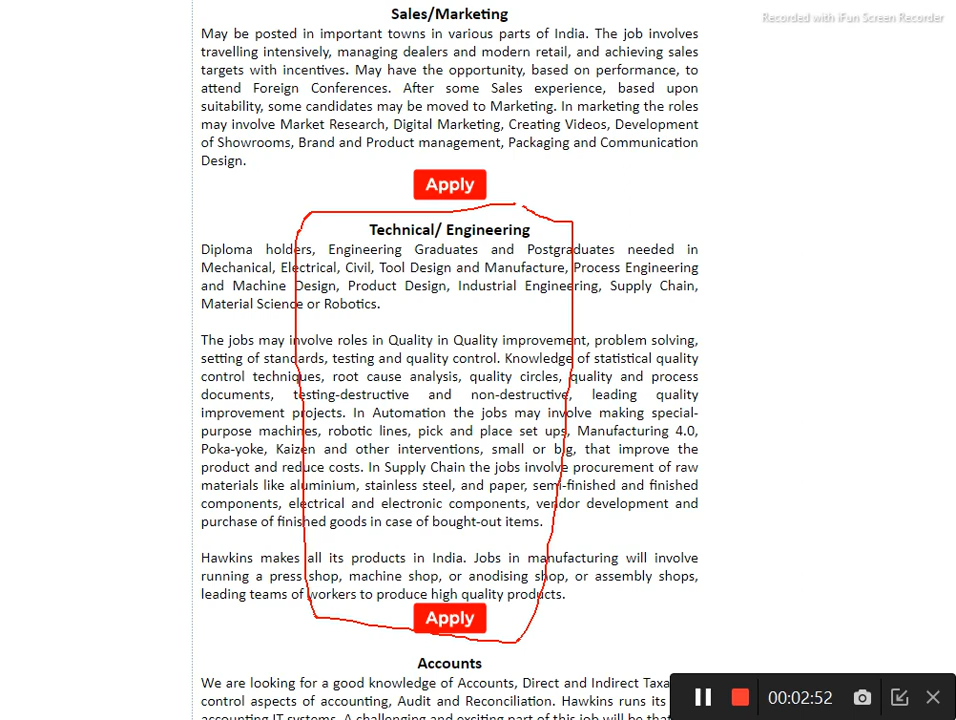 Sales/Marketing
Recorded with iFun Screen Recorder
May be posted in important towns in various parts of India. The job involves
travelling intensively, managing dealers and modern retail, and achieving sales
targets with incentives. May have the opportunity, based on performance, to
attend Foreign Conferences. After some Sales experience, based upon
suitability, some candidates may be moved to Marketing. In marketing the roles
may involve Market Research, Digital Marketing, Creating Videos, Development
of Showrooms, Brand and Product management, Packaging and Communication
Design.
Apply
Technical/ Engineering
Diploma holders, Engineering Graduates and Postgraduates needed in
Mechanical, Electrical, Civil, Tool Design and Manufacture, Process Engineering
and Machine Design, Product Design, Industrial Engineering, Supply Chain,
Material Science or Robotics.
The jobs may involve roles in Quality in Quality improvement, problem solving,
setting of standards, testing and quality control. Knowledge of statistical quality
control techniques, root cause analysis, quality circles, quality and process
documents, testing-destructive and non-destructive, leading quality
improvement projects. In Automation the jobs may involve making special-
purpose machines, robotic lines, pick and place set ups, Manufacturing 4.0,
Poka-yoke, Kaizen and other interventions, small or big, that improve the
product and reduce costs. In Supply Chain the jobs involve procurement of raw
materials like aluminium, stainless steel, and paper, semi-finished and finished
components, electrical and electronic components, vendor development and
purchase of finished goods in case of bought-out items.
Hawkins makes all its products in India. Jobs in manufacturing will involve
running a press shop, machine shop, or anodising shop, or assembly shops,
leading teams of workers to produce high quality products.
Apply
Accounts
We are looking for a good knowledge of Accounts, Direct and Indirect Taxa
control aspects of accounting, Audit and Reconciliation. Hawkins runs its
accounting IT systems. A challenging and exciting part of this job will be that
00:02:52